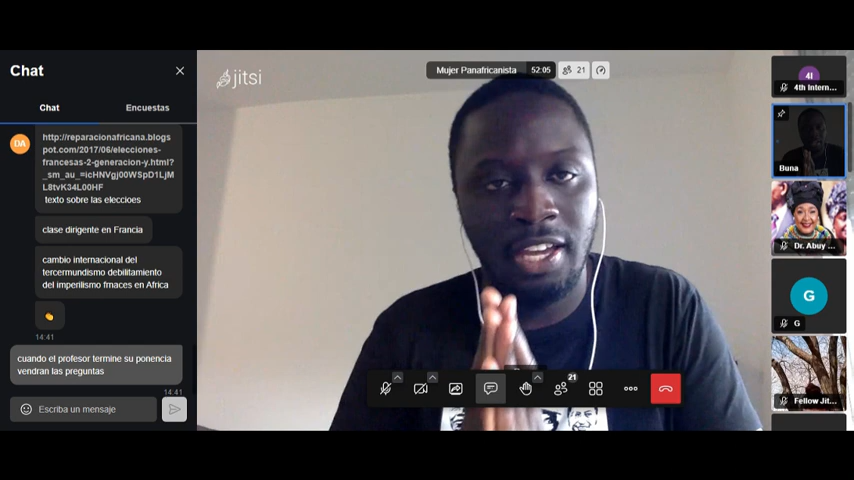 Chat
Chat
Encuestas
DA
http://reparacionafricana.blogs
pot.com/2017/06/elecciones-
francesas-2-generacion-y.html?
_sm_au_=icHNVgj00WSpD1LjM
L8tvK34L00HF
texto sobre las eleccioes
clase dirigente en Francia
cambio internacional del
tercermundismo debilitamiento
del imperilismo fmaces en Africa
14:41
cuando el profesor termine su ponencia
vendran las preguntas
14:41
Escriba un mensaje
jitsi
Mujer Panafricanista
52:05
21
21
4I
4th Intern...
Buna
Dr. Abuy ...
G
G
Fellow Jit...